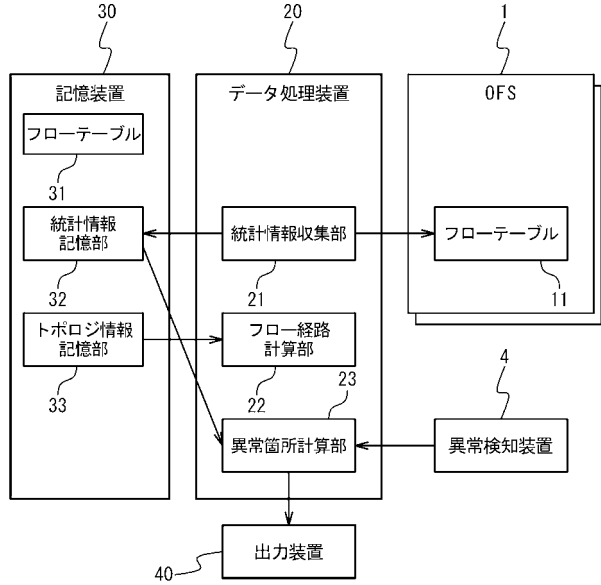 30
20
1
記憶装置
データ処理装置
OFS
フローテーブル
31
統計情報
記憶部
32
統計情報収集部
21
フローテーブル
11
トポロジ情報
記憶部
33
フロー経路
計算部
22
23
4
異常箇所計算部
異常検知装置
出力装置
40